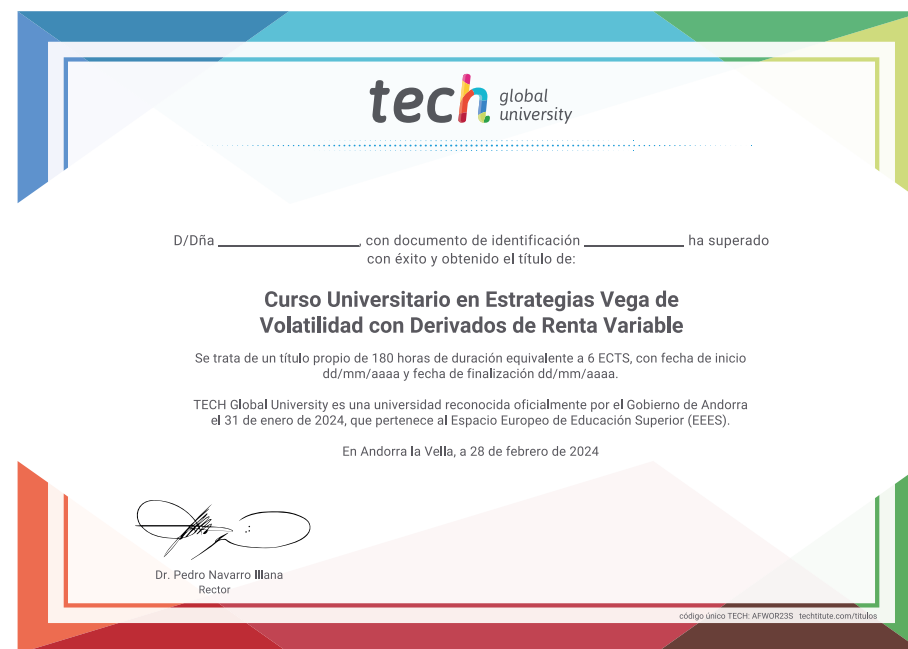 tech global university
D/Dña ____________________, con documento de identificación ______________ ha superado
con éxito y obtenido el título de:
Curso Universitario en Estrategias Vega de
Volatilidad con Derivados de Renta Variable
Se trata de un título propio de 180 horas de duración equivalente a 6 ECTS, con fecha de inicio
dd/mm/aaaa y fecha de finalización dd/mm/aaaa.
TECH Global University es una universidad reconocida oficialmente por el Gobierno de Andorra
el 31 de enero de 2024, que pertenece al Espacio Europeo de Educación Superior (EEES).
En Andorra la Vella, a 28 de febrero de 2024
Dr. Pedro Navarro Illana
Rector
código único TECH: AFWOR23S techtitute.com/titulos